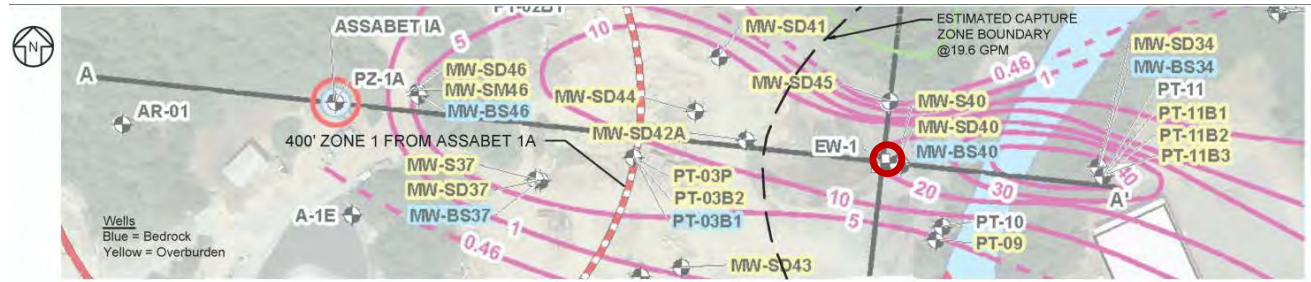 N
ASSABET IA
PT-02B1
5
10
MW-SD41
ESTIMATED CAPTURE
ZONE BOUNDARY
@19.6 GPM
0.46
1
MW-SD34
MW-BS34
PT-11
PT-11B1
PT-11B2
PT-11B3
A
PZ-1A
MW-SD46
MW-SM46
MW-BS46
AR-01
MW-SD44
MW-SD45
MW-S40
MW-SD40
MW-BS40
MW-SD42A
EW-1
400' ZONE 1 FROM ASSABET 1A
MW-S37
MW-SD37
MW-BS37
PT-03P
PT-03B2
PT-03B1
10
5
20
30
40
A'
A-1E
1
0.46
PT-10
PT-09
MW-SD43
Wells
Blue = Bedrock
Yellow = Overburden